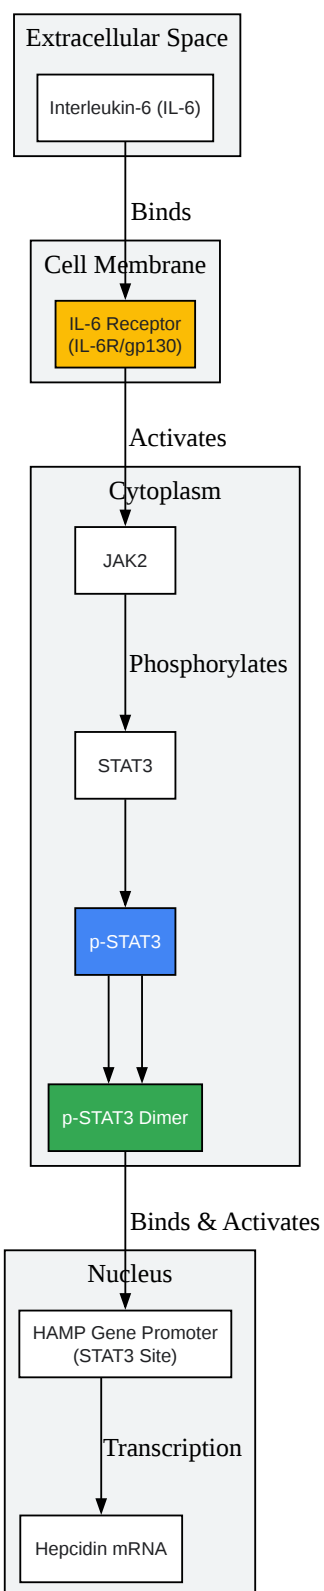 Extracellular Space
Interleukin-6 (IL-6)
Binds
Cell Membrane
IL-6 Receptor
(IL-6R/gp130)
Activates
Cytoplasm
JAK2
Phosphorylates
STAT3
p-STAT3
p-STAT3 Dimer
Binds & Activates
Nucleus
HAMP Gene Promoter
(STAT3 Site)
Transcription
Hepcidin mRNA